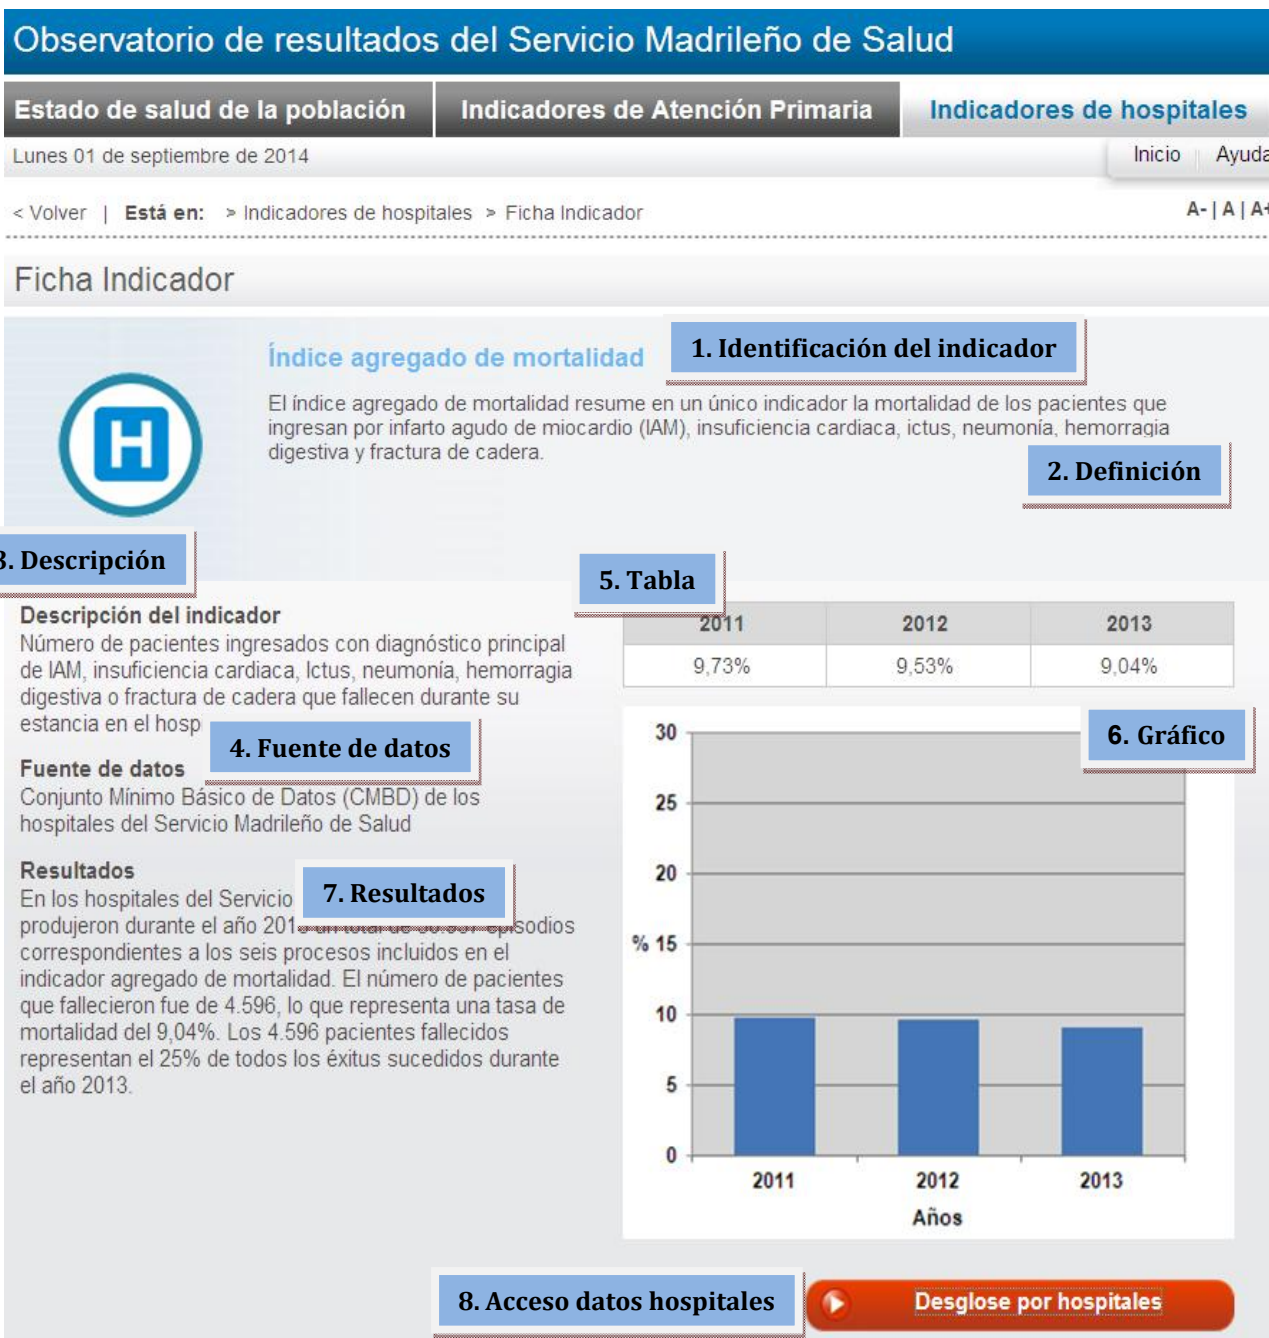 Observatorio de resultados del Servicio Madrileño de Salud
Estado de salud de la población
Indicadores de Atención Primaria
Indicadores de hospitales
Lunes 01 de septiembre de 2014
Inicio
Ayuda
< Volver | Está en: > Indicadores de hospitales > Ficha Indicador
A- | A | A+
Ficha Indicador
Índice agregado de mortalidad
1. Identificación del indicador
El índice agregado de mortalidad resume en un único indicador la mortalidad de los pacientes que
ingresan por infarto agudo de miocardio (IAM), insuficiencia cardiaca, ictus, neumonía, hemorragia
digestiva y fractura de cadera.
2. Definición
H
3. Descripción
Descripción del indicador
Número de pacientes ingresados con diagnóstico principal
de IAM, insuficiencia cardiaca, Ictus, neumonía, hemorragia
digestiva o fractura de cadera que fallecen durante su
estancia en el hosp
4. Fuente de datos
Fuente de datos
Conjunto Mínimo Básico de Datos (CMBD) de los
hospitales del Servicio Madrileño de Salud
Resultados
7. Resultados
En los hospitales del Servicio
produjeron durante el año un total de episodios
correspondientes a los seis procesos incluidos en el
indicador agregado de mortalidad. El número de pacientes
que fallecieron fue de 4.596, lo que representa una tasa de
mortalidad del 9,04%. Los 4.596 pacientes fallecidos
representan el 25% de todos los éxitus sucedidos durante
el año 2013.
5. Tabla
2011 2012 2013
9,73% 9,53% 9,04%
6. Gráfico
30
25
20
% 15
10
5
0
2011 2012 2013
Años
8. Acceso datos hospitales
Desglose por hospitales